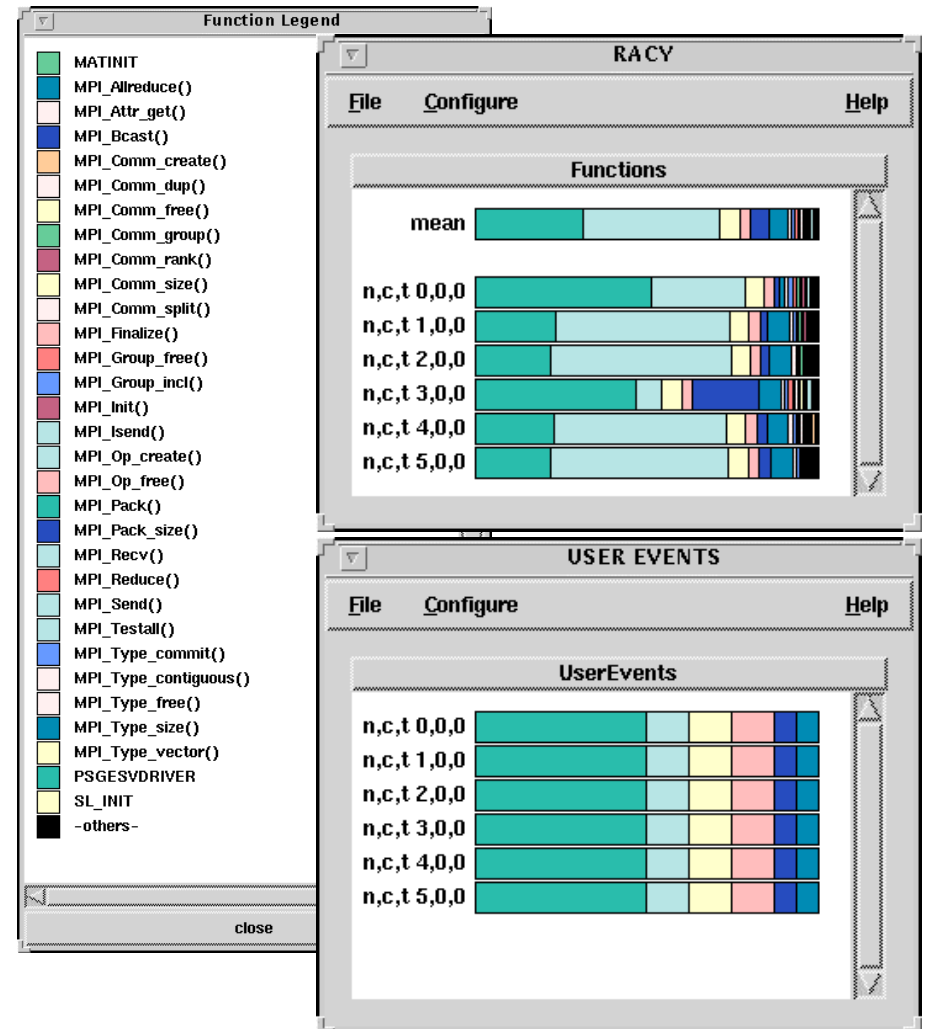 Function Legend
MATINIT
MPI_Allreduce()
MPI_Attr_get()
MPI_Bcast()
MPI_Comm_create()
MPI_Comm_dup()
MPI_Comm_free()
MPI_Comm_group()
MPI_Comm_rank()
MPI_Comm_size()
MPI_Comm_split()
MPI_Finalize()
MPI_Group_free()
MPI_Group_incl()
MPI_Init()
MPI_Isend()
MPI_Op_create()
MPI_Op_free()
MPI_Pack()
MPI_Pack_size()
MPI_Recv()
MPI_Reduce()
MPI_Send()
MPI_Testall()
MPI_Type_commit()
MPI_Type_contiguous()
MPI_Type_free()
MPI_Type_size()
MPI_Type_vector()
PSGESVDRIVER
SL_INIT
-others-
close
RACY
File Configure Help
Functions
mean
n,c,t 0,0,0
n,c,t 1,0,0
n,c,t 2,0,0
n,c,t 3,0,0
n,c,t 4,0,0
n,c,t 5,0,0
USER EVENTS
File Configure Help
UserEvents
n,c,t 0,0,0
n,c,t 1,0,0
n,c,t 2,0,0
n,c,t 3,0,0
n,c,t 4,0,0
n,c,t 5,0,0